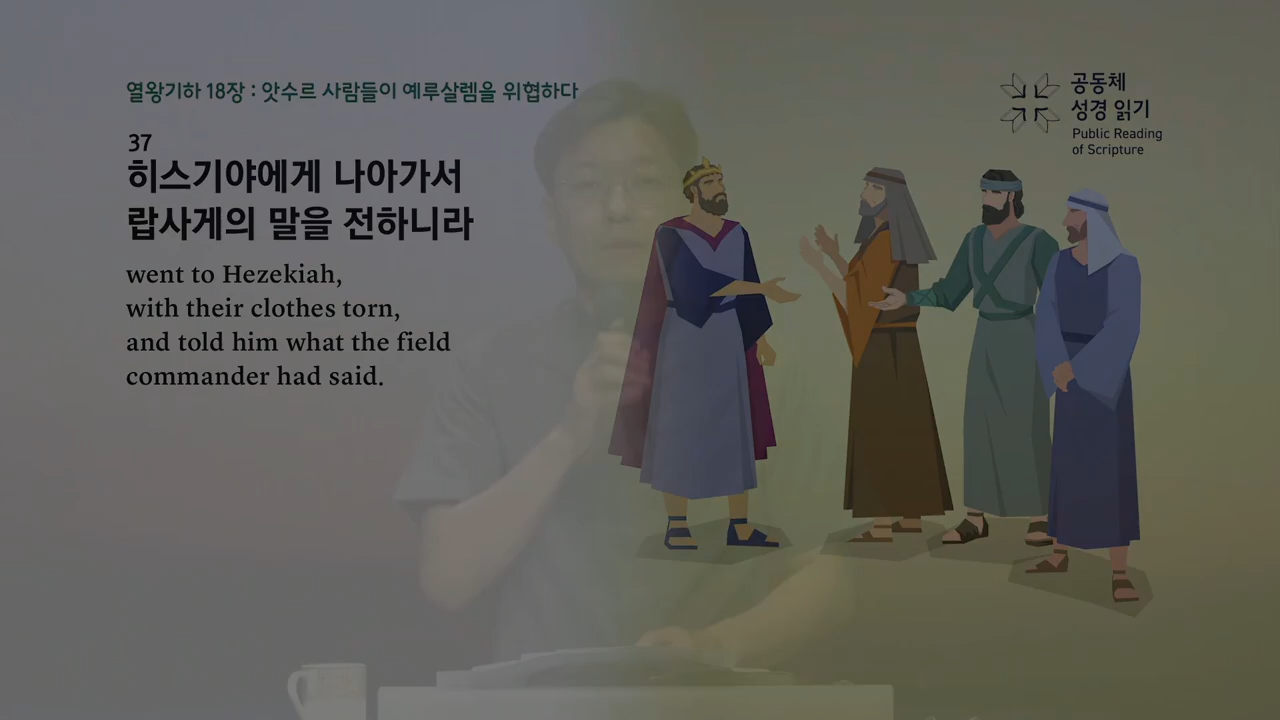 열왕기하 18장 : 앗수르 사람들이 예루살렘을 위협하다
공동체
성경 읽기
Public Reading
of Scripture
37
히스기야에게 나아가서
랍사게의 말을 전하니라
went to Hezekiah,
with their clothes torn,
and told him what the field
commander had said.